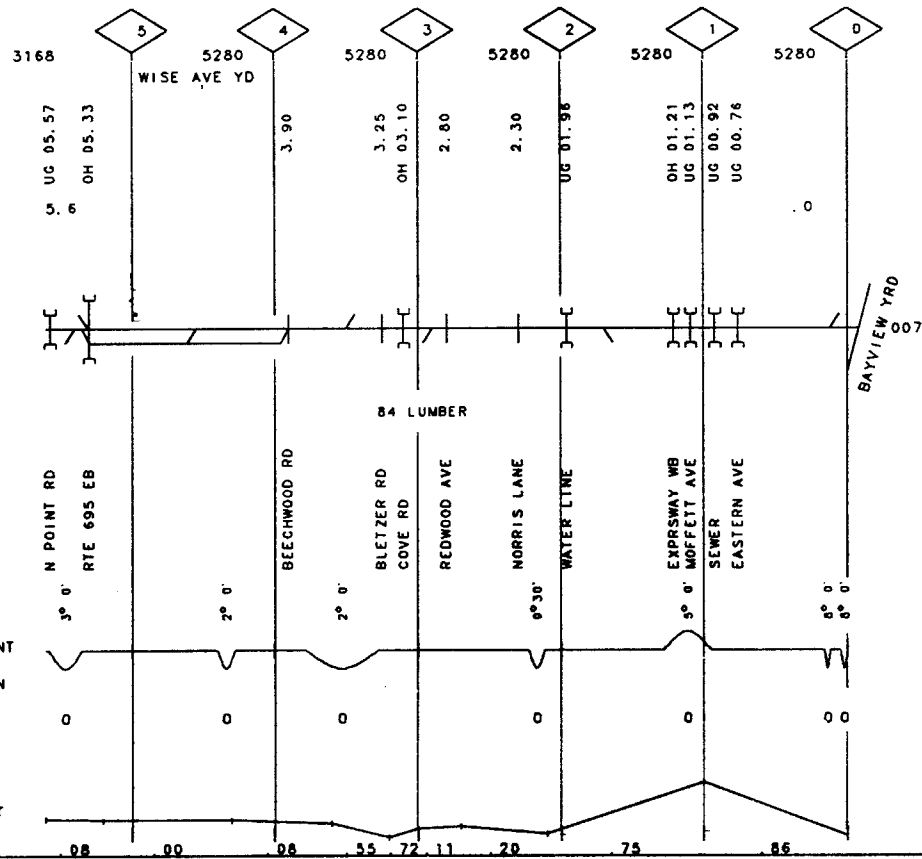 5 4 3 2 1 0
3168 5280 5280 5280 5280 5280
WISE AVE YD
UG 05.57
OH 05.33
3.90
3.25
OH 03.10
2.80
2.30
UG 01.96
OH 01.21
UG 01.13
UG 00.92
UG 00.76
5.6
.0
BAYVIEW YRD
007
84 LUMBER
N POINT RD
RTE 695 EB
BEECHWOOD RD
BLETZER RD
COVE RD
REDWOOD AVE
NORRIS LANE
WATER LINE
EXPRSWAY WB
MOFFETT AVE
SEWER
EASTERN AVE
3° 0'
2° 0'
2° 0'
0°30'
5° 0'
8° 0'
8° 0'
NT
N
0 0 0 0 0 0 0
.08 .00 .08 .55 .72 .11 .20 .75 .86